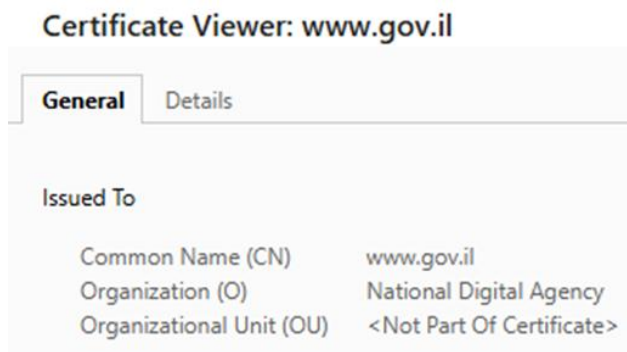 Certificate Viewer: www.gov.il
General Details
Issued To
Common Name (CN) www.gov.il
Organization (O) National Digital Agency
Organizational Unit (OU) <Not Part Of Certificate>